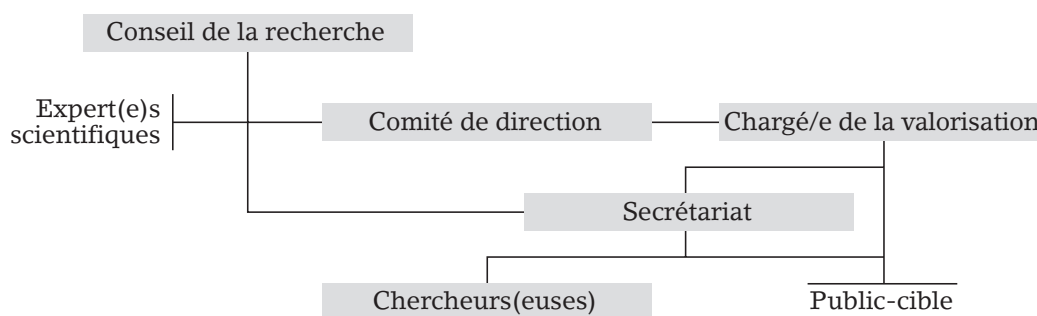 Conseil de la recherche
Expert(e)s
scientifiques
Comité de direction
Chargé/e de la valorisation
Secrétariat
Chercheurs(euses)
Public-cible